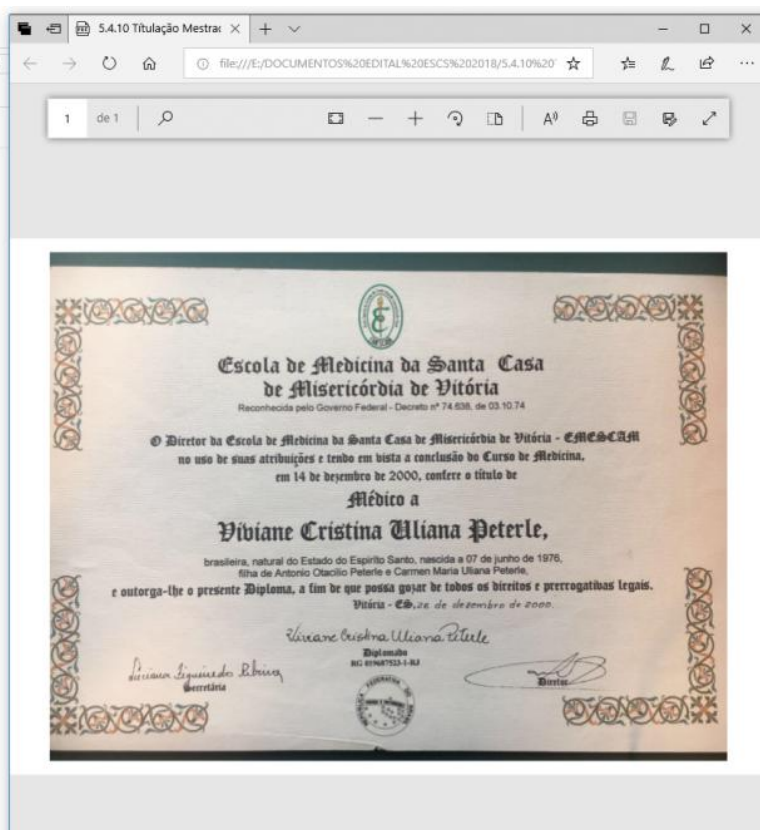 5.4.10 Titulação Mestrac
file:///E:/DOCUMENTOS%20EDITAL%20ESCS%202018/5.4.10%20
1 de 1
Escola de Medicina da Santa Casa
de Misericórdia de Vitória
Reconhecida pelo Governo Federal - Decreto nº 74.638, de 03.10.74
O Diretor da Escola de Medicina da Santa Casa de Misericórdia de Vitória - EMESCAM
no uso de suas atribuições e tendo em vista a conclusão do Curso de Medicina,
em 14 de dezembro de 2000, confere o título de
Médico a
Viviane Cristina Uliana Peterle,
brasileira, natural do Estado do Espírito Santo, nascida a 07 de junho de 1976,
filha de Antonio Otacilio Peterle e Carmen Maria Uliana Peterle,
e outorga-lhe o presente Diploma, a fim de que possa gozar de todos os direitos e prerrogativas legais.
Vitória - ES, 26 de dezembro de 2000.
Viviane Cristina Uliana Peterle
Diplomado
Secretária
Diretor